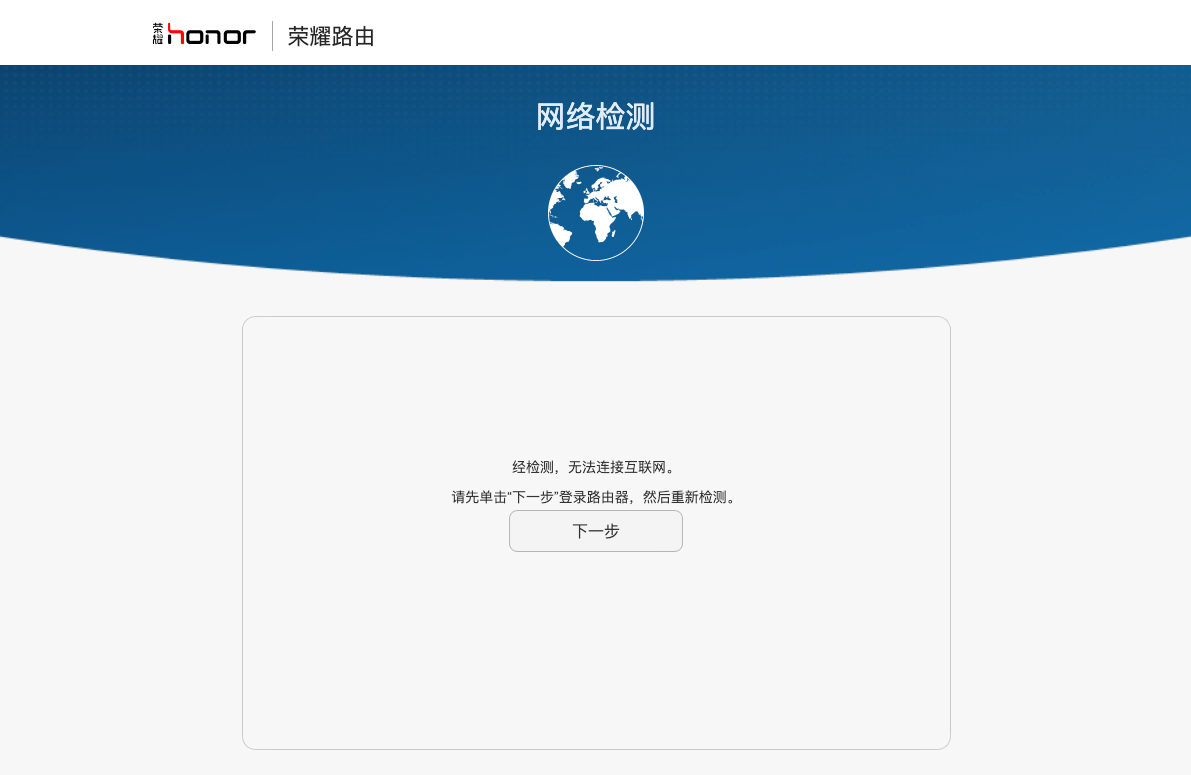 荣耀 honor
荣耀路由
网络检测
经检测，无法连接互联网。
请先单击“下一步”登录路由器，然后重新检测。
下一步